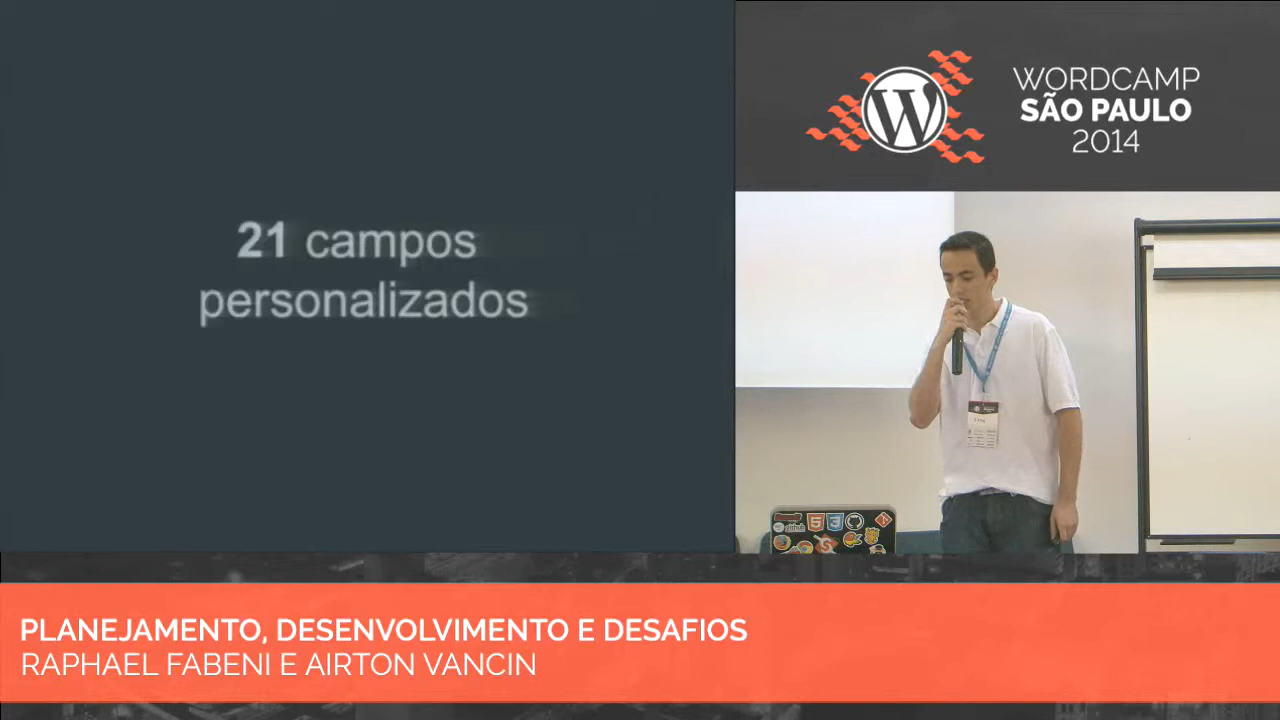 21 campos
personalizados
WORDCAMP
SÃO PAULO
2014
PLANEJAMENTO, DESENVOLVIMENTO E DESAFIOS
RAPHAEL FABENI E AIRTON VANCIN